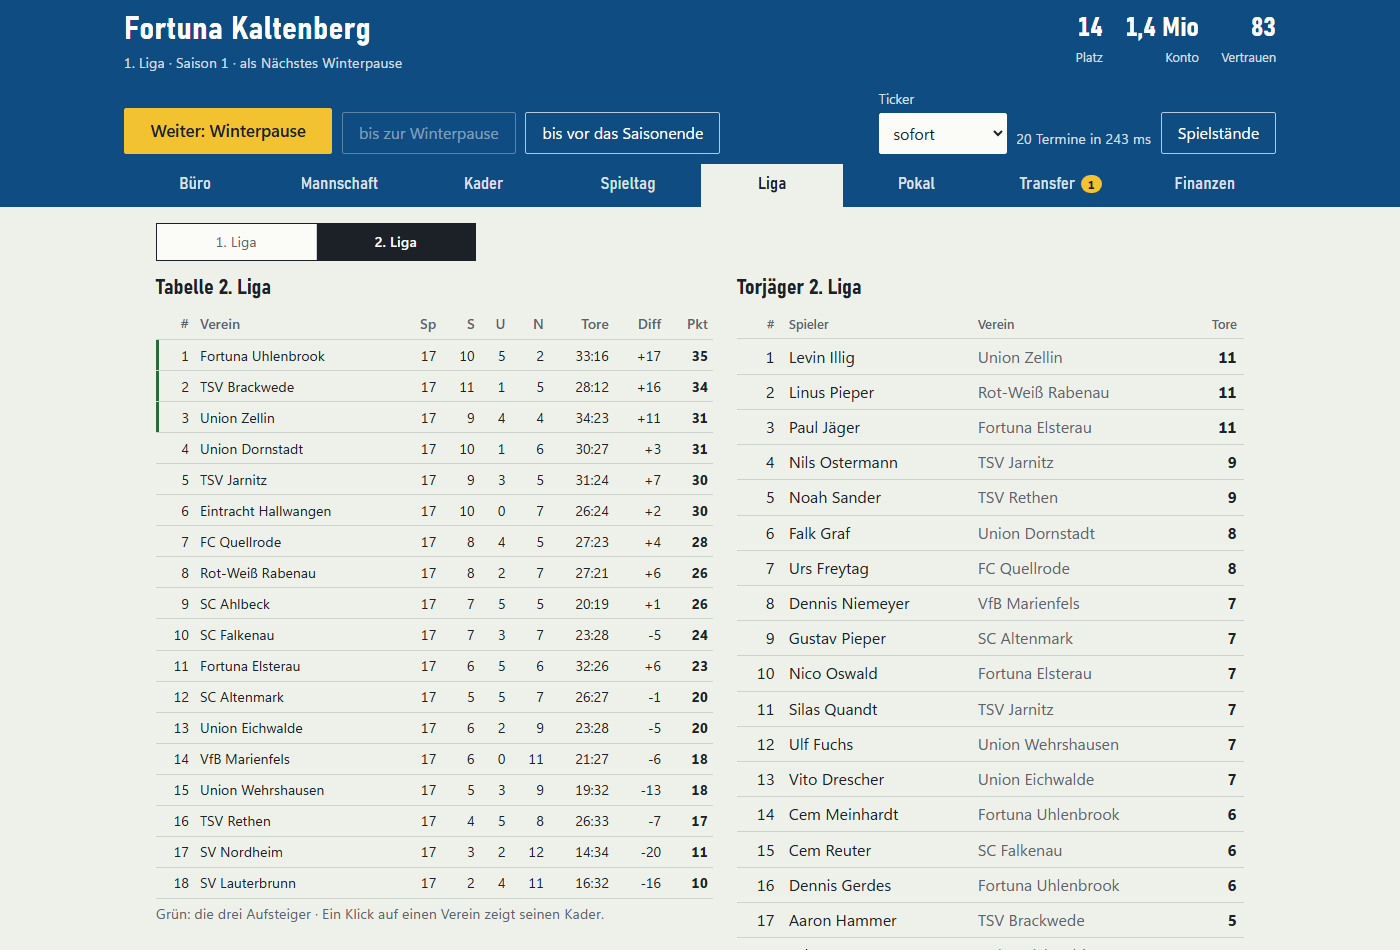 Fortuna Kaltenberg
1. Liga · Saison 1 · als Nächstes Winterpause
14 1,4 Mio 83
Platz Konto Vertrauen
Weiter: Winterpause bis zur Winterpause bis vor das Saisonende
Ticker
sofort 20 Termine in 243 ms Spielstände
Büro Mannschaft Kader Spieltag Liga Pokal Transfer 1 Finanzen
1. Liga 2. Liga
Tabelle 2. Liga
# Verein Sp S U N Tore Diff Pkt
1 Fortuna Uhlenbrook 17 10 5 2 33:16 +17 35
2 TSV Brackwede 17 11 1 5 28:12 +16 34
3 Union Zellin 17 9 4 4 34:23 +11 31
4 Union Dornstadt 17 10 1 6 30:27 +3 31
5 TSV Jarnitz 17 9 3 5 31:24 +7 30
6 Eintracht Hallwangen 17 10 0 7 26:24 +2 30
7 FC Quellrode 17 8 4 5 27:23 +4 28
8 Rot-Weiß Rabenau 17 8 2 7 27:21 +6 26
9 SC Ahlbeck 17 7 5 5 20:19 +1 26
10 SC Falkenau 17 7 3 7 23:28 -5 24
11 Fortuna Elsterau 17 6 5 6 32:26 +6 23
12 SC Altenmark 17 5 5 7 26:27 -1 20
13 Union Eichwalde 17 6 2 9 23:28 -5 20
14 VfB Marienfels 17 6 0 11 21:27 -6 18
15 Union Wehrshausen 17 5 3 9 19:32 -13 18
16 TSV Rethen 17 4 5 8 26:33 -7 17
17 SV Nordheim 17 3 2 12 14:34 -20 11
18 SV Lauterbrunn 17 2 4 11 16:32 -16 10
Grün: die drei Aufsteiger · Ein Klick auf einen Verein zeigt seinen Kader.
Torjäger 2. Liga
# Spieler Verein Tore
1 Levin Illig Union Zellin 11
2 Linus Pieper Rot-Weiß Rabenau 11
3 Paul Jäger Fortuna Elsterau 11
4 Nils Ostermann TSV Jarnitz 9
5 Noah Sander TSV Rethen 9
6 Falk Graf Union Dornstadt 8
7 Urs Freytag FC Quellrode 8
8 Dennis Niemeyer VfB Marienfels 7
9 Gustav Pieper SC Altenmark 7
10 Nico Oswald Fortuna Elsterau 7
11 Silas Quandt TSV Jarnitz 7
12 Ulf Fuchs Union Wehrshausen 7
13 Vito Drescher Union Eichwalde 7
14 Cem Meinhardt Fortuna Uhlenbrook 6
15 Cem Reuter SC Falkenau 6
16 Dennis Gerdes Fortuna Uhlenbrook 6
17 Aaron Hammer TSV Brackwede 5